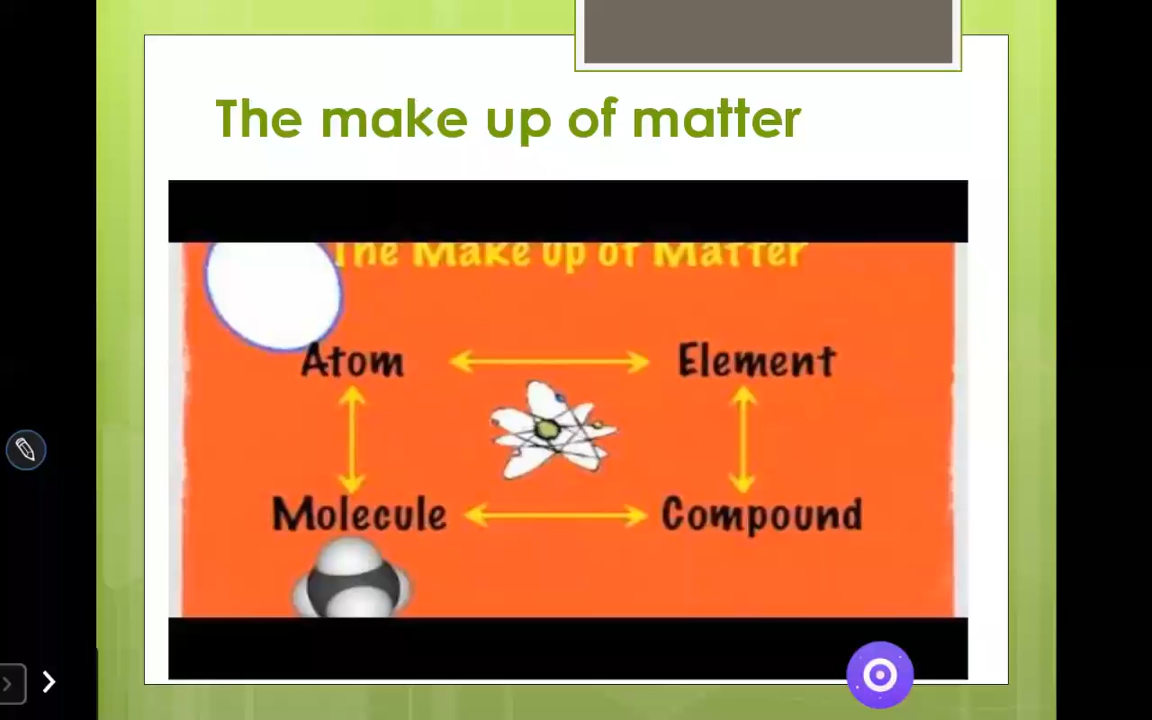 The make up of matter
The Make Up of Matter
Atom Element
Molecule Compound